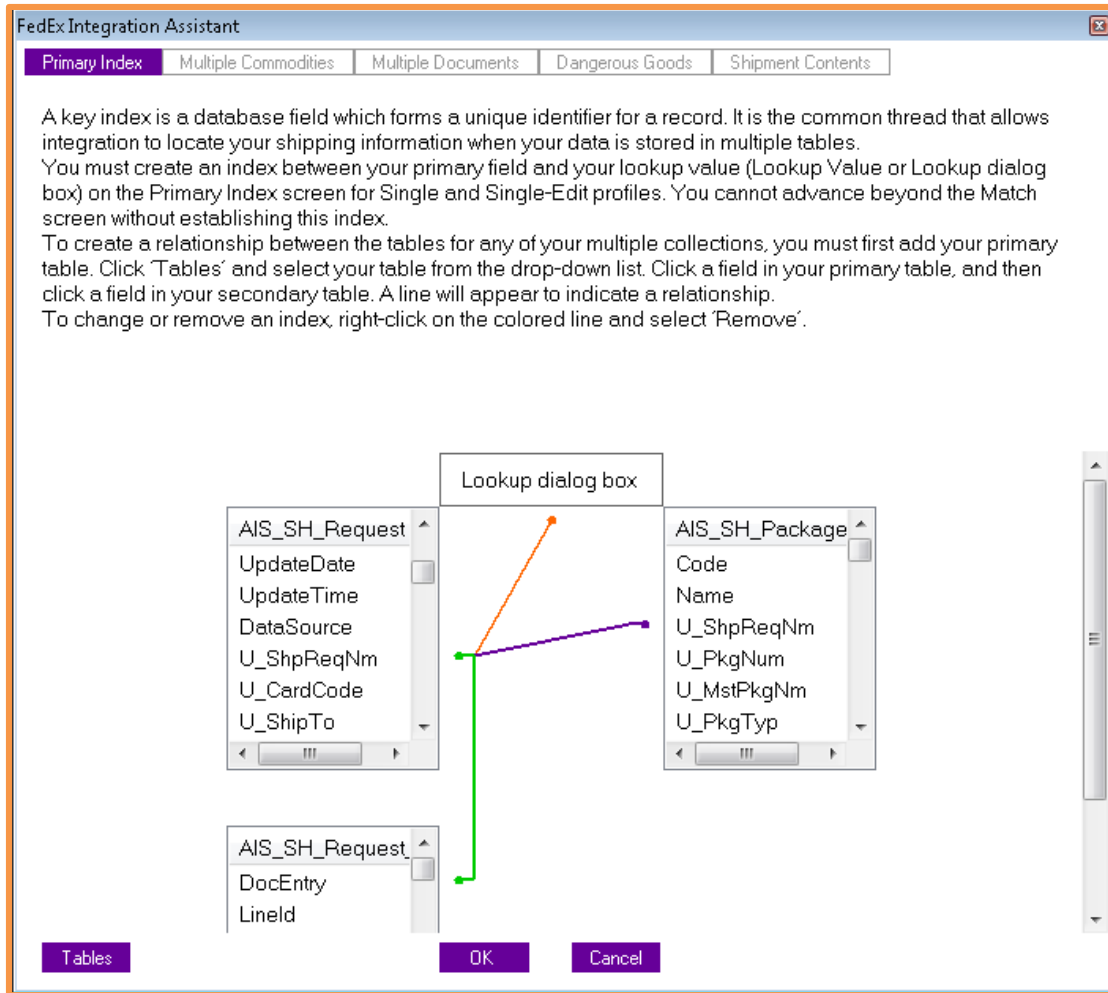 FedEx Integration Assistant
Primary Index
Multiple Commodities
Multiple Documents
Dangerous Goods
Shipment Contents
A key index is a database field which forms a unique identifier for a record. It is the common thread that allows
integration to locate your shipping information when your data is stored in multiple tables.
You must create an index between your primary field and your lookup value (Lookup Value or Lookup dialog
box) on the Primary Index screen for Single and Single-Edit profiles. You cannot advance beyond the Match
screen without establishing this index.
To create a relationship between the tables for any of your multiple collections, you must first add your primary
table. Click ‘Tables’ and select your table from the drop-down list. Click a field in your primary table, and then
click a field in your secondary table. A line will appear to indicate a relationship.
To change or remove an index, right-click on the colored line and select ‘Remove’.
Lookup dialog box
AIS_SH_Request
UpdateDate
UpdateTime
DataSource
U_ShpReqNm
U_CardCode
U_ShipTo
AIS_SH_Package
Code
Name
U_ShpReqNm
U_PkgNum
U_MstPkgNm
U_PkgTyp
AIS_SH_Request_
DocEntry
LineId
Tables
OK
Cancel